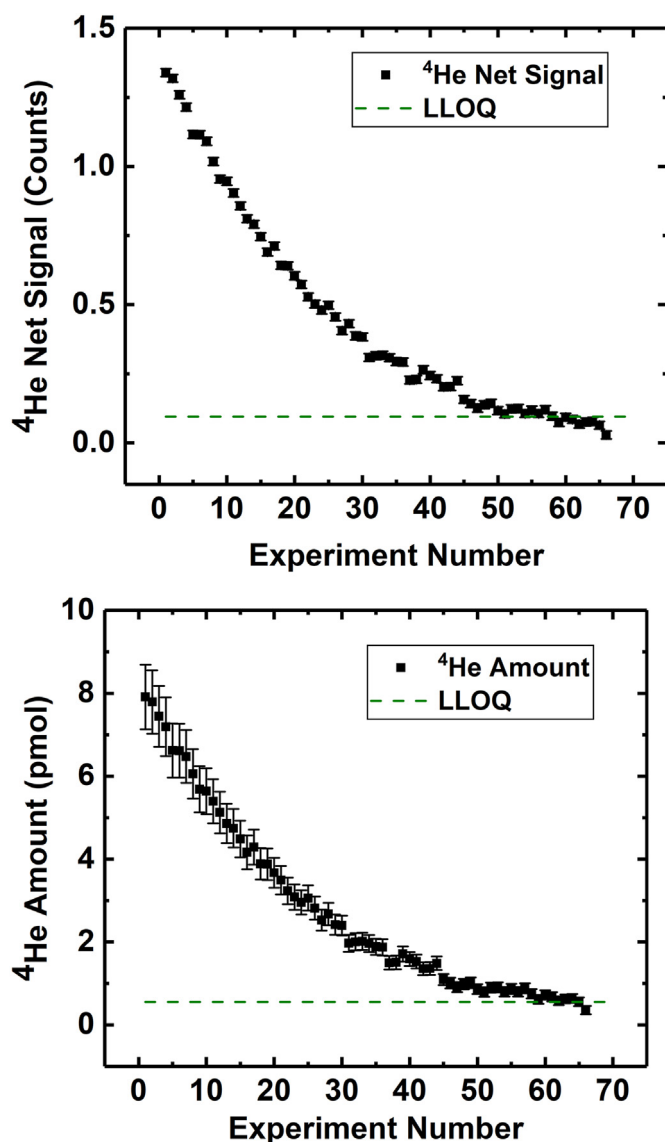 1.5
1.0
0.5
0.0
⁴He Net Signal (Counts)
⁴He Net Signal
LLOQ
0 10 20 30 40 50 60 70
Experiment Number
10
8
6
4
2
0
⁴He Amount (pmol)
⁴He Amount
LLOQ
0 10 20 30 40 50 60 70
Experiment Number